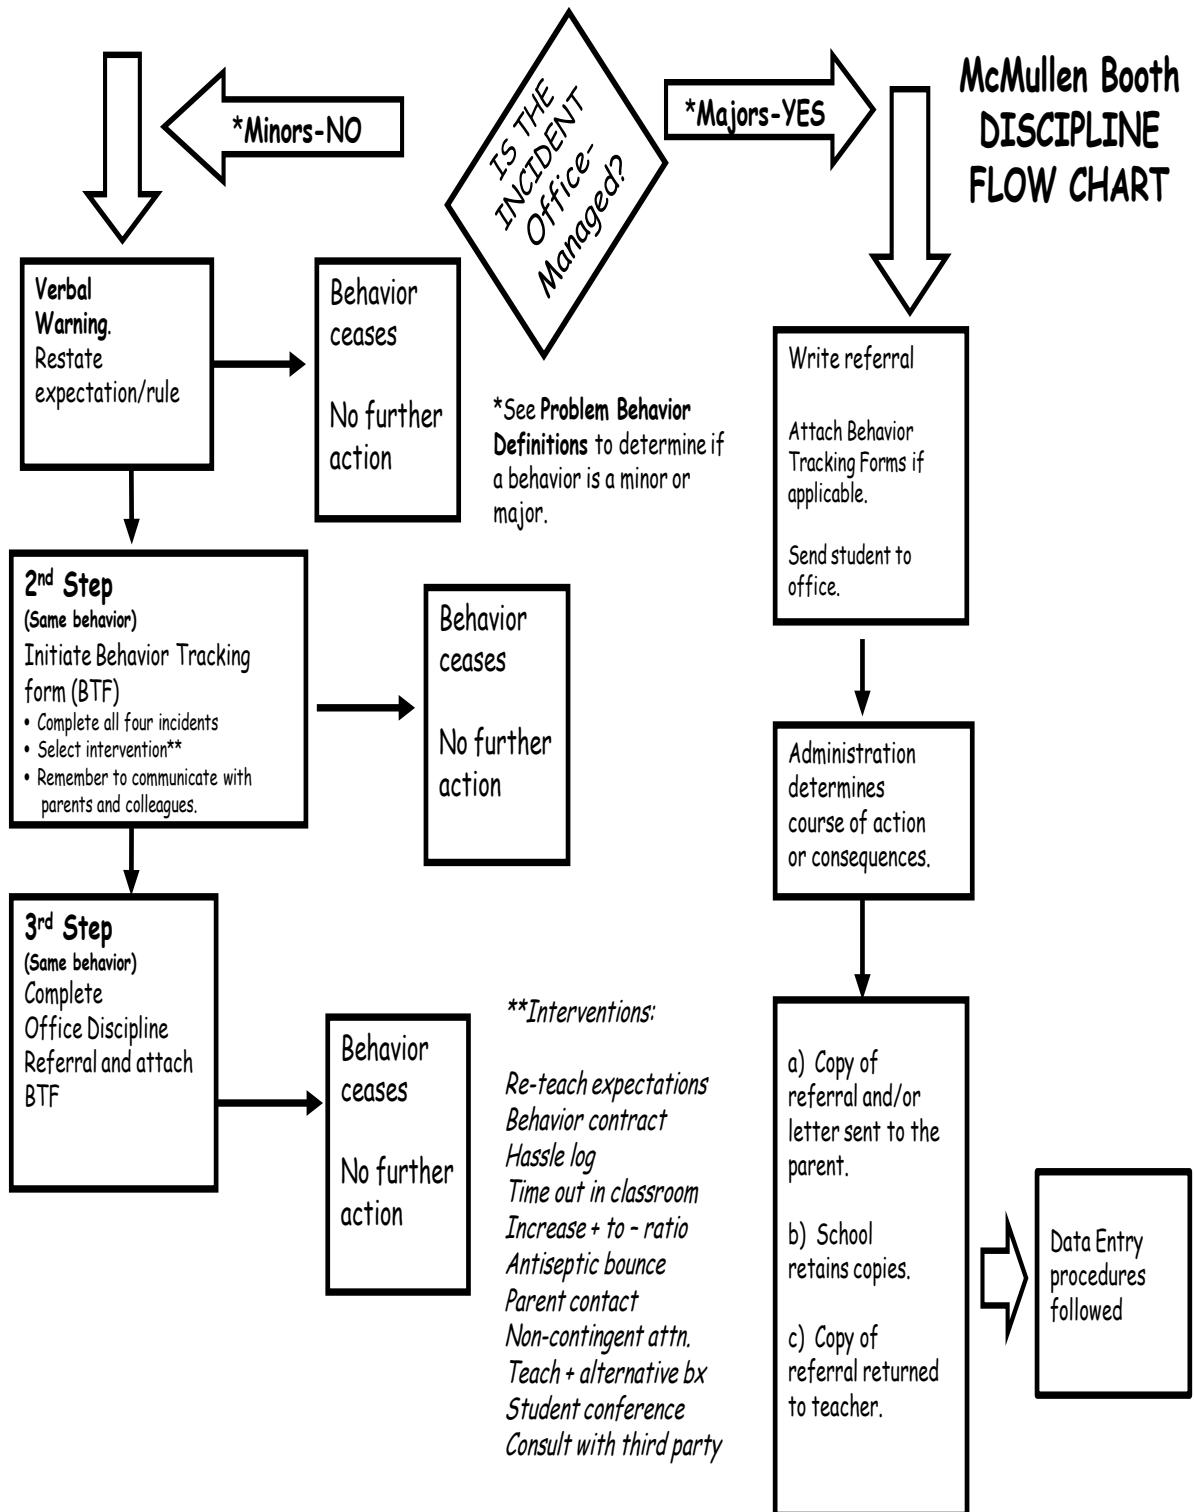 McMullen Booth
DISCIPLINE
FLOW CHART
IS THE
INCIDENT
Office-
Managed?
*Minors-NO
*Majors-YES
Verbal
Warning.
Restate
expectation/rule
Behavior
ceases
No further
action
*See Problem Behavior
Definitions to determine if
a behavior is a minor or
major.
2nd Step
(Same behavior)
Initiate Behavior Tracking
form (BTF)
• Complete all four incidents
• Select intervention**
• Remember to communicate with
parents and colleagues.
Behavior
ceases
No further
action
3rd Step
(Same behavior)
Complete
Office Discipline
Referral and attach
BTF
Behavior
ceases
No further
action
**Interventions:
Re-teach expectations
Behavior contract
Hassle log
Time out in classroom
Increase + to – ratio
Antiseptic bounce
Parent contact
Non-contingent attn.
Teach + alternative bx
Student conference
Consult with third party
Write referral
Attach Behavior
Tracking Forms if
applicable.
Send student to
office.
Administration
determines
course of action
or consequences.
a) Copy of
referral and/or
letter sent to the
parent.
b) School
retains copies.
c) Copy of
referral returned
to teacher.
Data Entry
procedures
followed